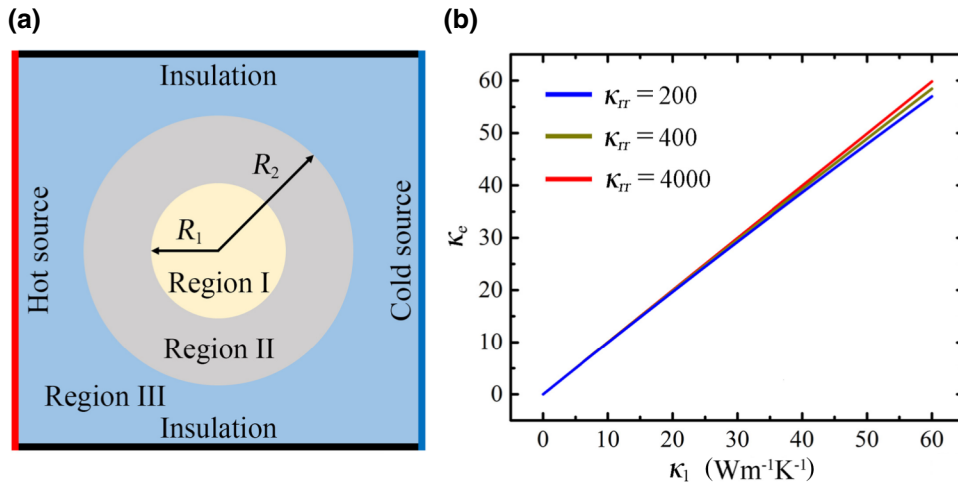 (a)
Insulation
Hot source
R₂
R₁
Region I
Region II
Region III
Cold source
Insulation
(b)
κₑ
60
50
40
30
20
10
0
κᵣᵣ = 200
κᵣᵣ = 400
κᵣᵣ = 4000
0 10 20 30 40 50 60
κ₁ (Wm⁻¹K⁻¹)